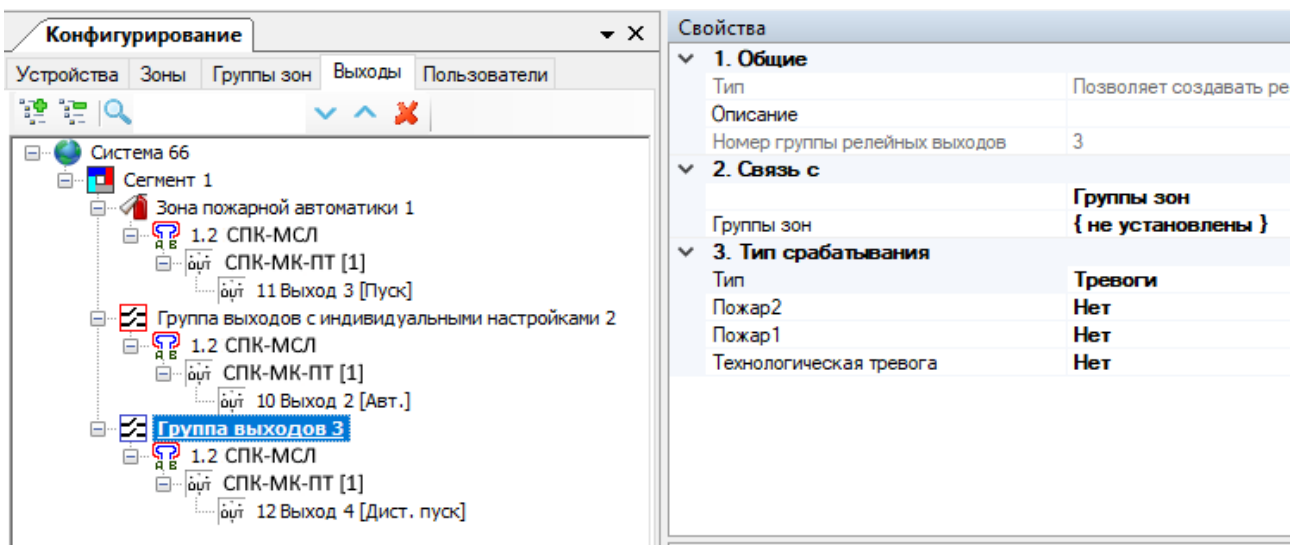 Конфигурирование
Устройства Зоны Группы зон Выходы Пользователи
Система 66
Сегмент 1
Зона пожарной автоматики 1
1.2 СПК-МСЛ
СПК-МК-ПТ [1]
11 Выход 3 [Пуск]
Группа выходов с индивидуальными настройками 2
1.2 СПК-МСЛ
СПК-МК-ПТ [1]
10 Выход 2 [Авт.]
Группа выходов 3
1.2 СПК-МСЛ
СПК-МК-ПТ [1]
12 Выход 4 [Дист. пуск]
Свойства
1. Общие
Тип Позволяет создавать ре
Описание
Номер группы релейных выходов 3
2. Связь с
Группы зон
Группы зон { не установлены }
3. Тип срабатывания
Тип Тревоги
Пожар2 Нет
Пожар1 Нет
Технологическая тревога Нет